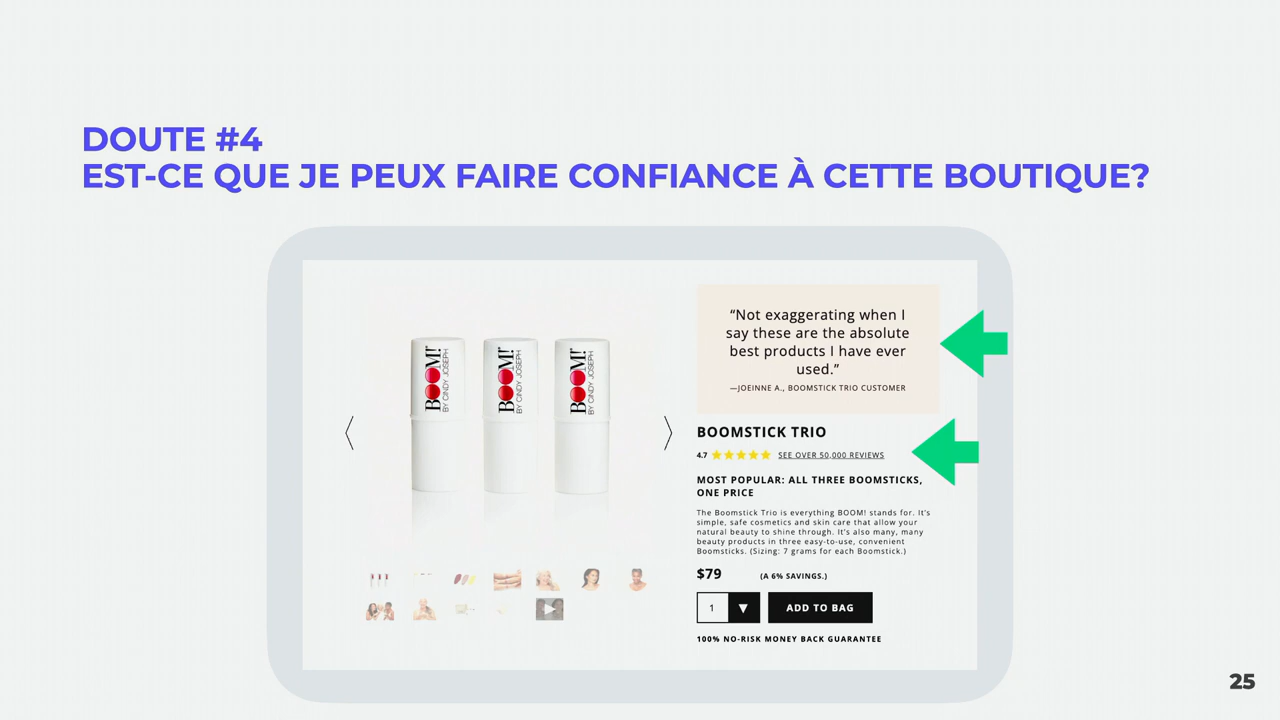 DOUTE #4
EST-CE QUE JE PEUX FAIRE CONFIANCE À CETTE BOUTIQUE?
BOOM!
BY CINDY JOSEPH
BOOM!
BY CINDY JOSEPH
BOOM!
BY CINDY JOSEPH
“Not exaggerating when I
say these are the absolute
best products I have ever
used.”
—JOEINNE A., BOOMSTICK TRIO CUSTOMER
BOOMSTICK TRIO
4.7 SEE OVER 50,000 REVIEWS
MOST POPULAR: ALL THREE BOOMSTICKS,
ONE PRICE
The Boomstick Trio is everything BOOM! stands for. It's
simple, safe cosmetics and skin care that allow your
natural beauty to shine through. It's also many, many
beauty products in three easy-to-use, convenient
Boomsticks. (Sizing: 7 grams for each Boomstick.)
$79 (A 6% SAVINGS.)
1 ADD TO BAG
100% NO-RISK MONEY BACK GUARANTEE
25